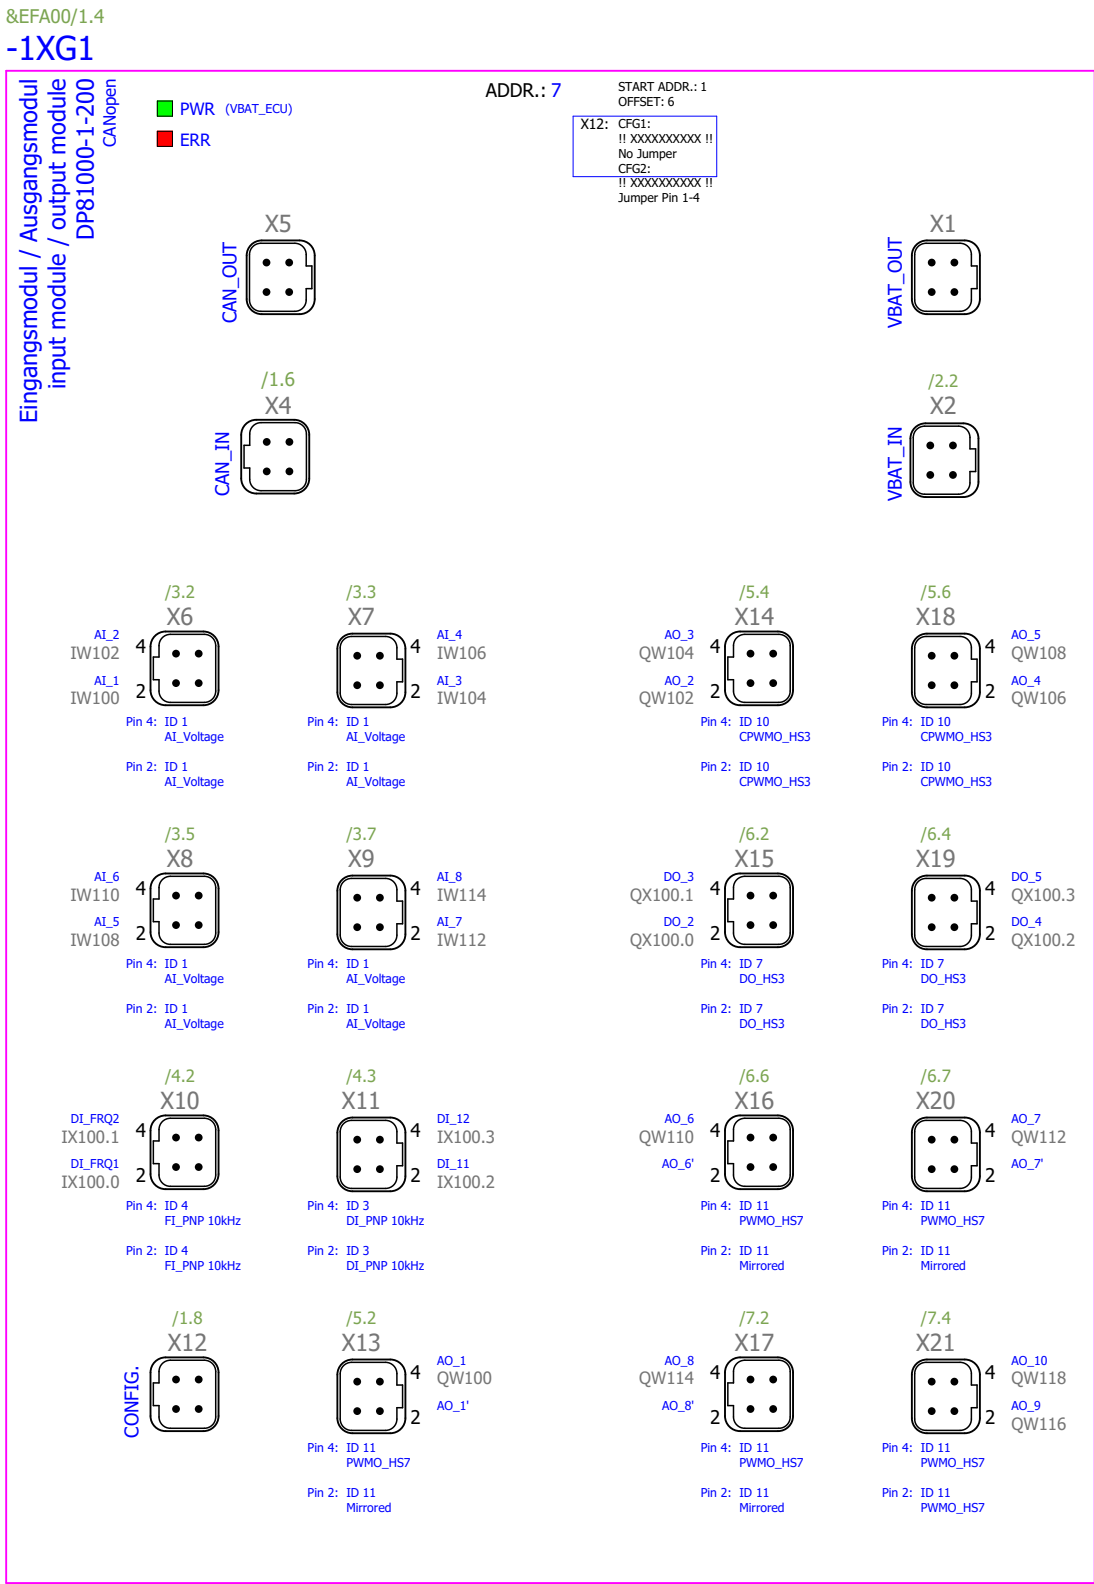 &EFA00/1.4
-1XG1
Eingangsmodul / Ausgangsmodul
input module / output module
DP81000-1-200
CANopen
PWR (VBAT_ECU)
ERR
ADDR.: 7
START ADDR.: 1
OFFSET: 6
X12: CFG1:
!! XXXXXXXXXX !!
No Jumper
CFG2:
!! XXXXXXXXXX !!
Jumper Pin 1-4
X5
CAN_OUT
X1
VBAT_OUT
/1.6
X4
CAN_IN
/2.2
X2
VBAT_IN
/3.2
X6
AI_2
IW102
4
AI_1
IW100
2
Pin 4: ID 1
AI_Voltage
Pin 2: ID 1
AI_Voltage
/3.3
X7
4
AI_4
IW106
2
AI_3
IW104
Pin 4: ID 1
AI_Voltage
Pin 2: ID 1
AI_Voltage
/5.4
X14
AO_3
QW104
4
AO_2
QW102
2
Pin 4: ID 10
CPWMO_HS3
Pin 2: ID 10
CPWMO_HS3
/5.6
X18
4
AO_5
QW108
2
AO_4
QW106
Pin 4: ID 10
CPWMO_HS3
Pin 2: ID 10
CPWMO_HS3
/3.5
X8
AI_6
IW110
4
AI_5
IW108
2
Pin 4: ID 1
AI_Voltage
Pin 2: ID 1
AI_Voltage
/3.7
X9
4
AI_8
IW114
2
AI_7
IW112
Pin 4: ID 1
AI_Voltage
Pin 2: ID 1
AI_Voltage
/6.2
X15
DO_3
QX100.1
4
DO_2
QX100.0
2
Pin 4: ID 7
DO_HS3
Pin 2: ID 7
DO_HS3
/6.4
X19
4
DO_5
QX100.3
2
DO_4
QX100.2
Pin 4: ID 7
DO_HS3
Pin 2: ID 7
DO_HS3
/4.2
X10
DI_FRQ2
IX100.1
4
DI_FRQ1
IX100.0
2
Pin 4: ID 4
FI_PNP 10kHz
Pin 2: ID 4
FI_PNP 10kHz
/4.3
X11
4
DI_12
IX100.3
2
DI_11
IX100.2
Pin 4: ID 3
DI_PNP 10kHz
Pin 2: ID 3
DI_PNP 10kHz
/6.6
X16
AO_6
QW110
4
AO_6'
2
Pin 4: ID 11
PWMO_HS7
Pin 2: ID 11
Mirrored
/6.7
X20
4
AO_7
QW112
2
AO_7'
Pin 4: ID 11
PWMO_HS7
Pin 2: ID 11
Mirrored
/1.8
X12
CONFIG.
/5.2
X13
4
AO_1
QW100
2
AO_1'
Pin 4: ID 11
PWMO_HS7
Pin 2: ID 11
Mirrored
/7.2
X17
AO_8
QW114
4
AO_8'
2
Pin 4: ID 11
PWMO_HS7
Pin 2: ID 11
Mirrored
/7.4
X21
4
AO_10
QW118
2
AO_9
QW116
Pin 4: ID 11
PWMO_HS7
Pin 2: ID 11
PWMO_HS7